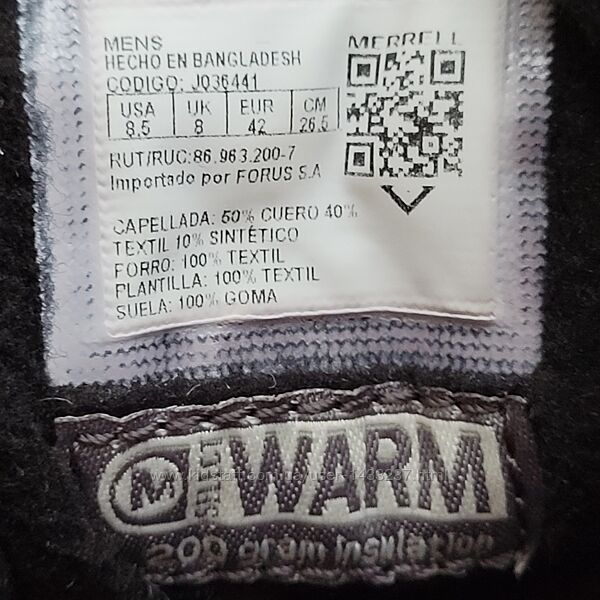 MENS
HECHO EN BANGLADESH
CODIGO: J036441
USA UK EUR CM
8.5 8 42 26.5
RUT/RUC:86.963.200-7
Importado por FORUS S.A
MERRELL
CAPELLADA: 50% CUERO 40%
TEXTIL 10% SINTÉTICO
FORRO: 100% TEXTIL
PLANTILLA: 100% TEXTIL
SUELA: 100% GOMA
M WARM
200 gram insulation